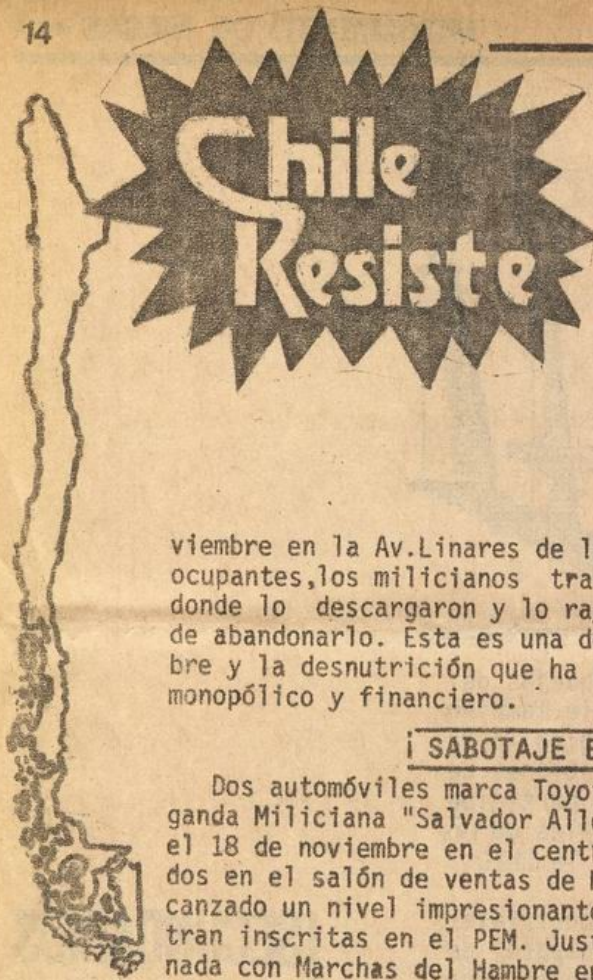 14
Chile
Resiste
viembre en la Av.Linares de l
ocupantes,los milicianos tra
donde lo descargaron y lo ra
de abandonarlo. Esta es una d
bre y la desnutrición que ha
monopólico y financiero.
¡ SABOTAJE E
Dos automóviles marca Toyo
ganda Miliciana "Salvador All
el 18 de noviembre en el cent
dos en el salón de ventas de
canzado un nivel impresionante
tran inscritas en el PEM. Jus
nada con Marchas del Hambre en